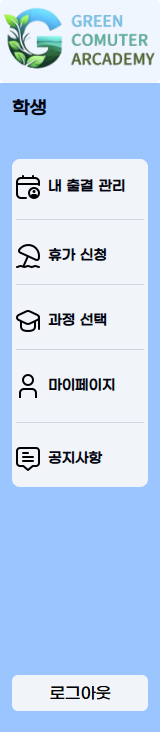 GREEN
COMUTER
ARCADEMY
학생
내 출결 관리
휴가 신청
과정 선택
마이페이지
공지사항
로그아웃